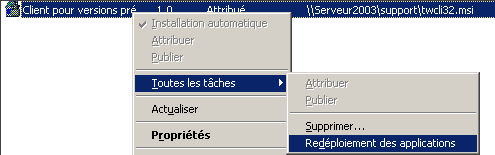 Client pour versions pré... 1.0 Attribué \\Serveur2003\support\twcli32.msi
Installation automatique
Attribuer
Publier
Toutes les tâches
Attribuer
Publier
Actualiser
Supprimer...
Propriétés
Redéploiement des applications